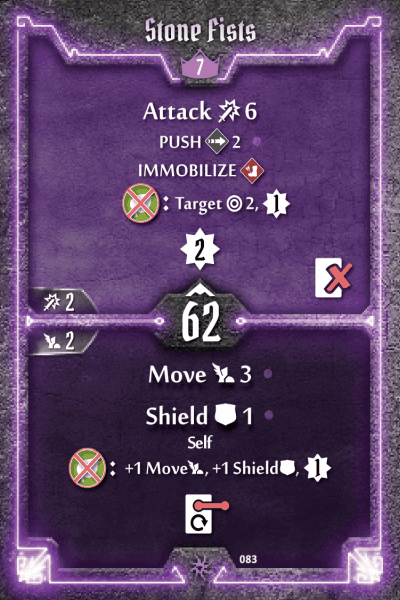 Stone Fists
7
Attack 6
PUSH 2
IMMOBILIZE
: Target 2, 1
2
2
62
2
Move 3
Shield 1
Self
: +1 Move, +1 Shield, 1
083